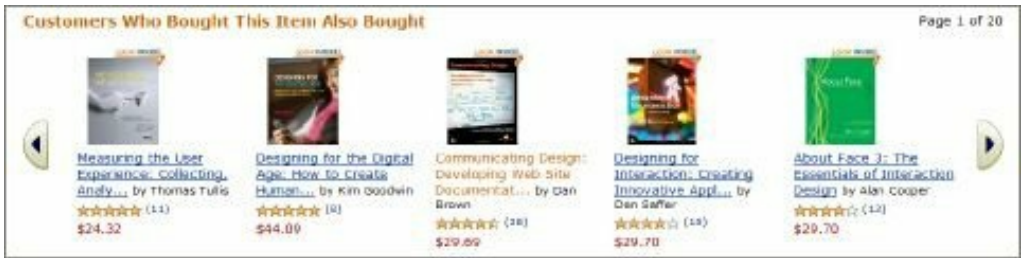 Customers Who Bought This Item Also Bought
Page 1 of 20
Measuring the User
Experience: Collecting,
Analy... by Thomas Tullis
(11)
$24.32
Designing for the Digital
Age: How to Create
Human... by Kim Goodwin
(8)
$44.09
Communicating Design:
Developing Web Site
Documentat... by Dan
Brown
$29.69
Designing for
Interaction: Creating
Innovative Appl... by
Dan Saffer
$29.70
About Face 3: The
Essentials of Interaction
Design by Alan Cooper
$29.70